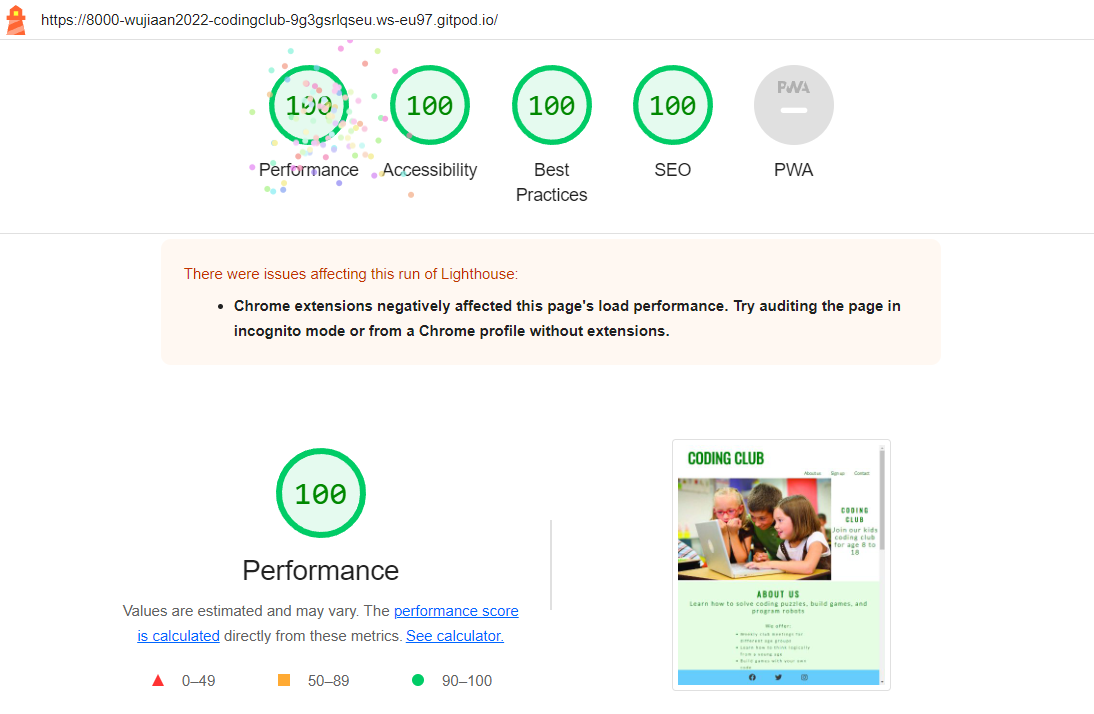 https://8000-wujiaan2022-codingclub-9g3gsrlqseu.ws-eu97.gitpod.io/
100 100 100 100 PWA
Performance Accessibility Best Practices SEO PWA
There were issues affecting this run of Lighthouse:
Chrome extensions negatively affected this page's load performance. Try auditing the page in
incognito mode or from a Chrome profile without extensions.
100
Performance
Values are estimated and may vary. The performance score
is calculated directly from these metrics. See calculator.
0–49 50–89 90–100
CODING CLUB
About us Sign up Contact
CODING
CLUB
Join our kids
coding club
for age 8 to
18
ABOUT US
Learn how to solve coding puzzles, build games, and
program robots
We offer:
Weekly club meetings for
different age groups
Learn how to think logically
from a young age
Build games with your own
code